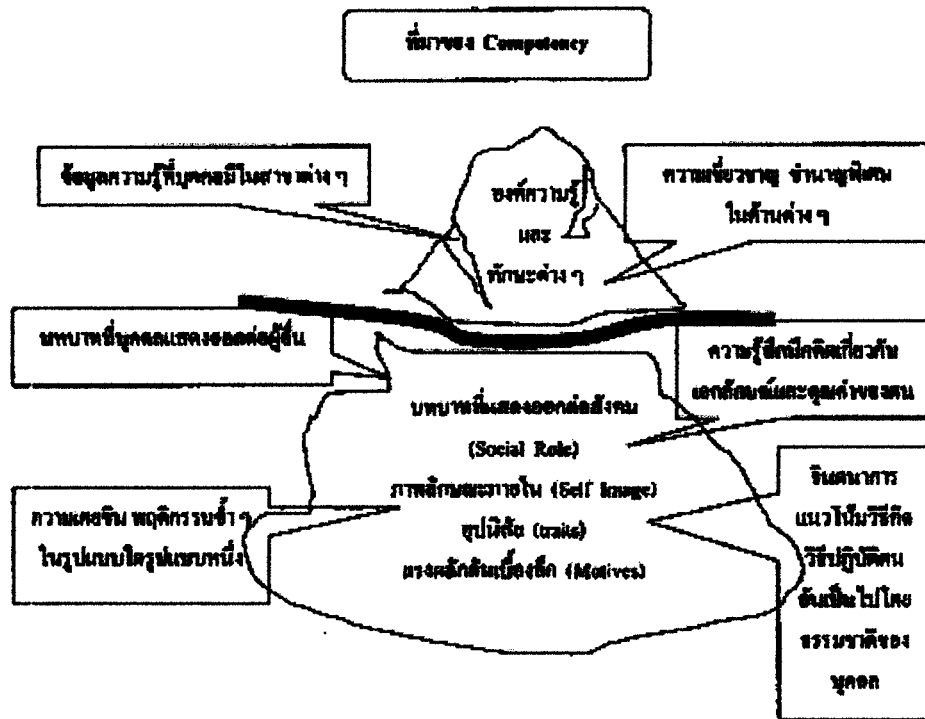 ที่มาของ Competency
ข้อมูลความรู้ที่บุคคลมีในสาขาต่าง ๆ
องค์ความรู้
และ
ทักษะต่าง ๆ
ความเชี่ยวชาญ ชำนาญพิเศษ
ในด้านต่าง ๆ
บทบาทที่บุคคลแสดงออกต่อผู้อื่น
ความรู้สึกนึกคิดเกี่ยวกับ
เอกลักษณ์และคุณค่าของตน
บทบาทที่แสดงออกต่อสังคม
(Social Role)
ภาพลักษณะภายใน (Self Image)
อุปนิสัย (traits)
แรงผลักดันเบื้องลึก (Motives)
ความเคยชิน พฤติกรรมซ้ำ ๆ
ในรูปแบบใดรูปแบบหนึ่ง
จินตนาการ
แนวโน้มวิธีคิด
วิธีปฏิบัติตน
อันเป็นไปโดย
ธรรมชาติของ
บุคคล